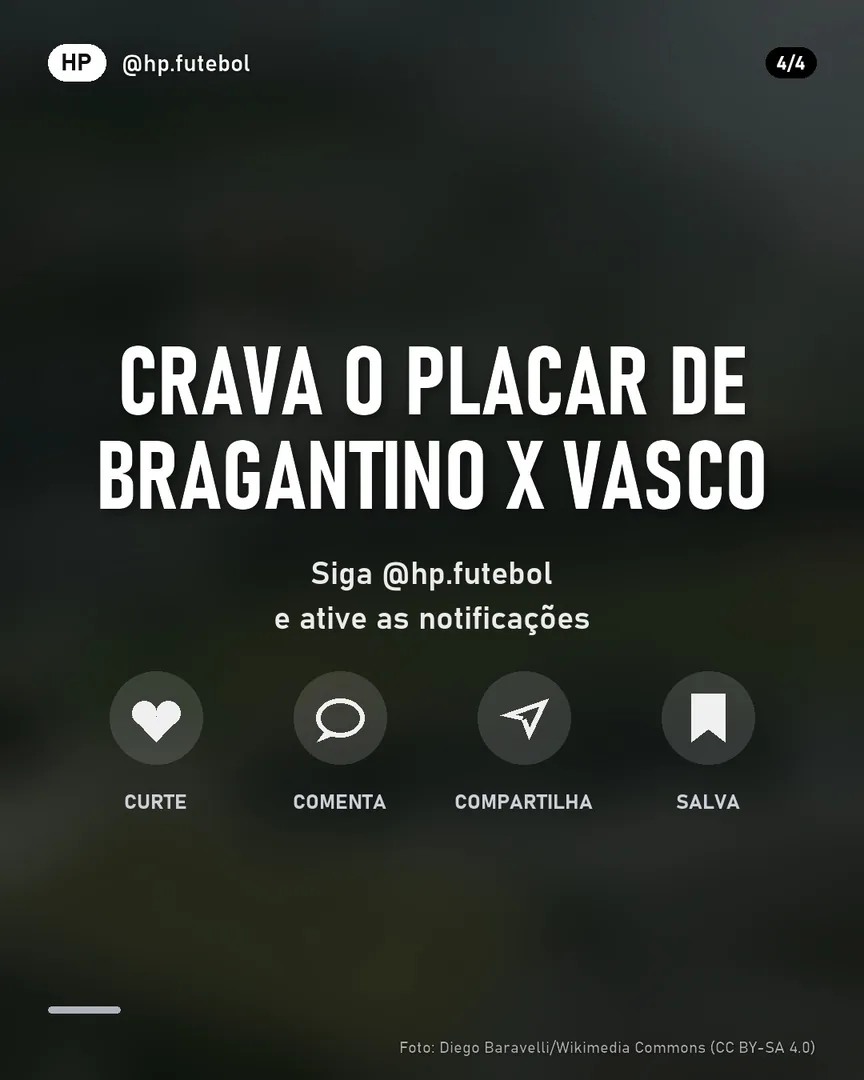 HP @hp.futebol 4/4
CRAVA O PLACAR DE
BRAGANTINO X VASCO
Siga @hp.futebol
e ative as notificações
CURTE COMENTA COMPARTILHA SALVA
Foto: Diego Baravelli/Wikimedia Commons (CC BY-SA 4.0)